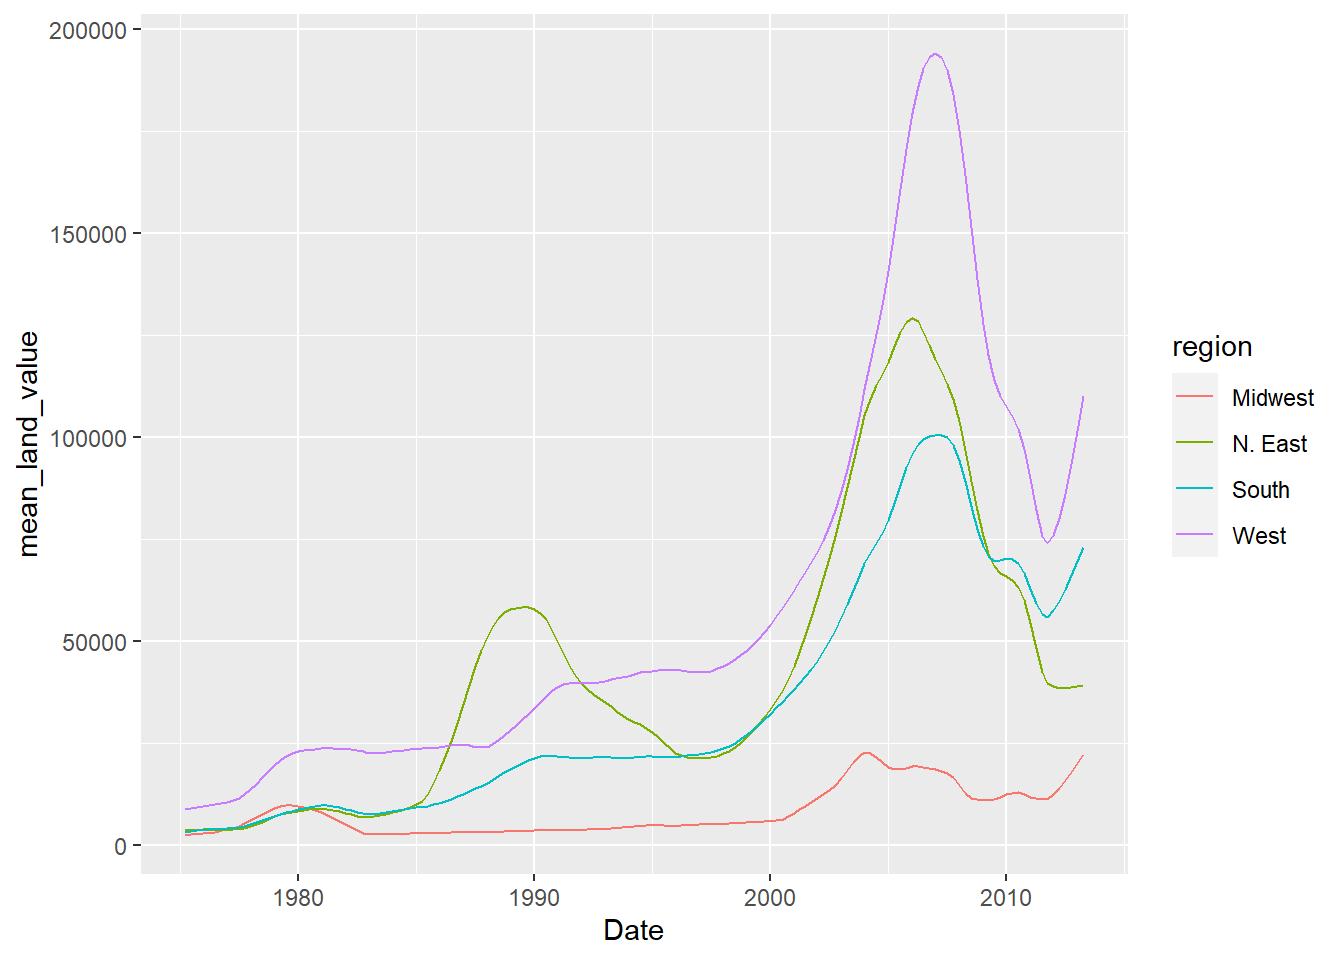 200000
150000
100000
50000
0
mean_land_value
1980 1990 2000 2010
Date
region
Midwest
N. East
South
West